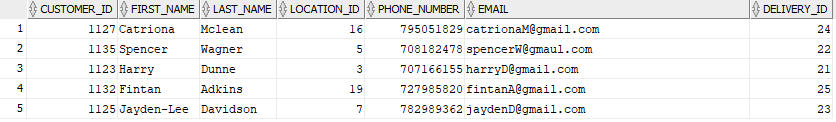 CUSTOMER_ID FIRST_NAME LAST_NAME LOCATION_ID PHONE_NUMBER EMAIL DELIVERY_ID
1 1127 Catriona Mclean 16 795051829 catrionaM@gmail.com 24
2 1135 Spencer Wagner 5 708182478 spencerW@gmaul.com 22
3 1123 Harry Dunne 3 707166155 harryD@gmail.com 21
4 1132 Fintan Adkins 19 727985820 fintanA@gmail.com 25
5 1125 Jayden-Lee Davidson 7 782989362 jaydenD@gmail.com 23